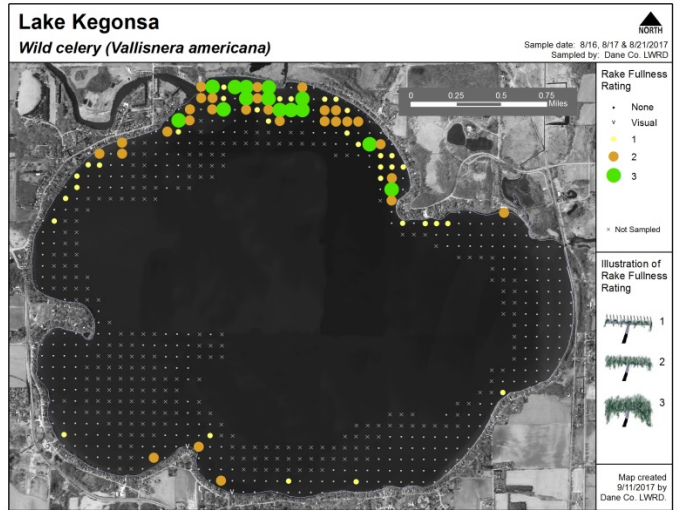 Lake Kegonsa
Wild celery (Vallisnera americana)
NORTH
Sample date: 8/16, 8/17 & 8/21/2017
Sampled by: Dane Co. LWRD
0 0.25 0.5 0.75
Miles
Rake Fullness
Rating
None
v Visual
1
2
3
× Not Sampled
Illustration of
Rake Fullness
Rating
1
2
3
Map created
9/11/2017 by
Dane Co. LWRD.